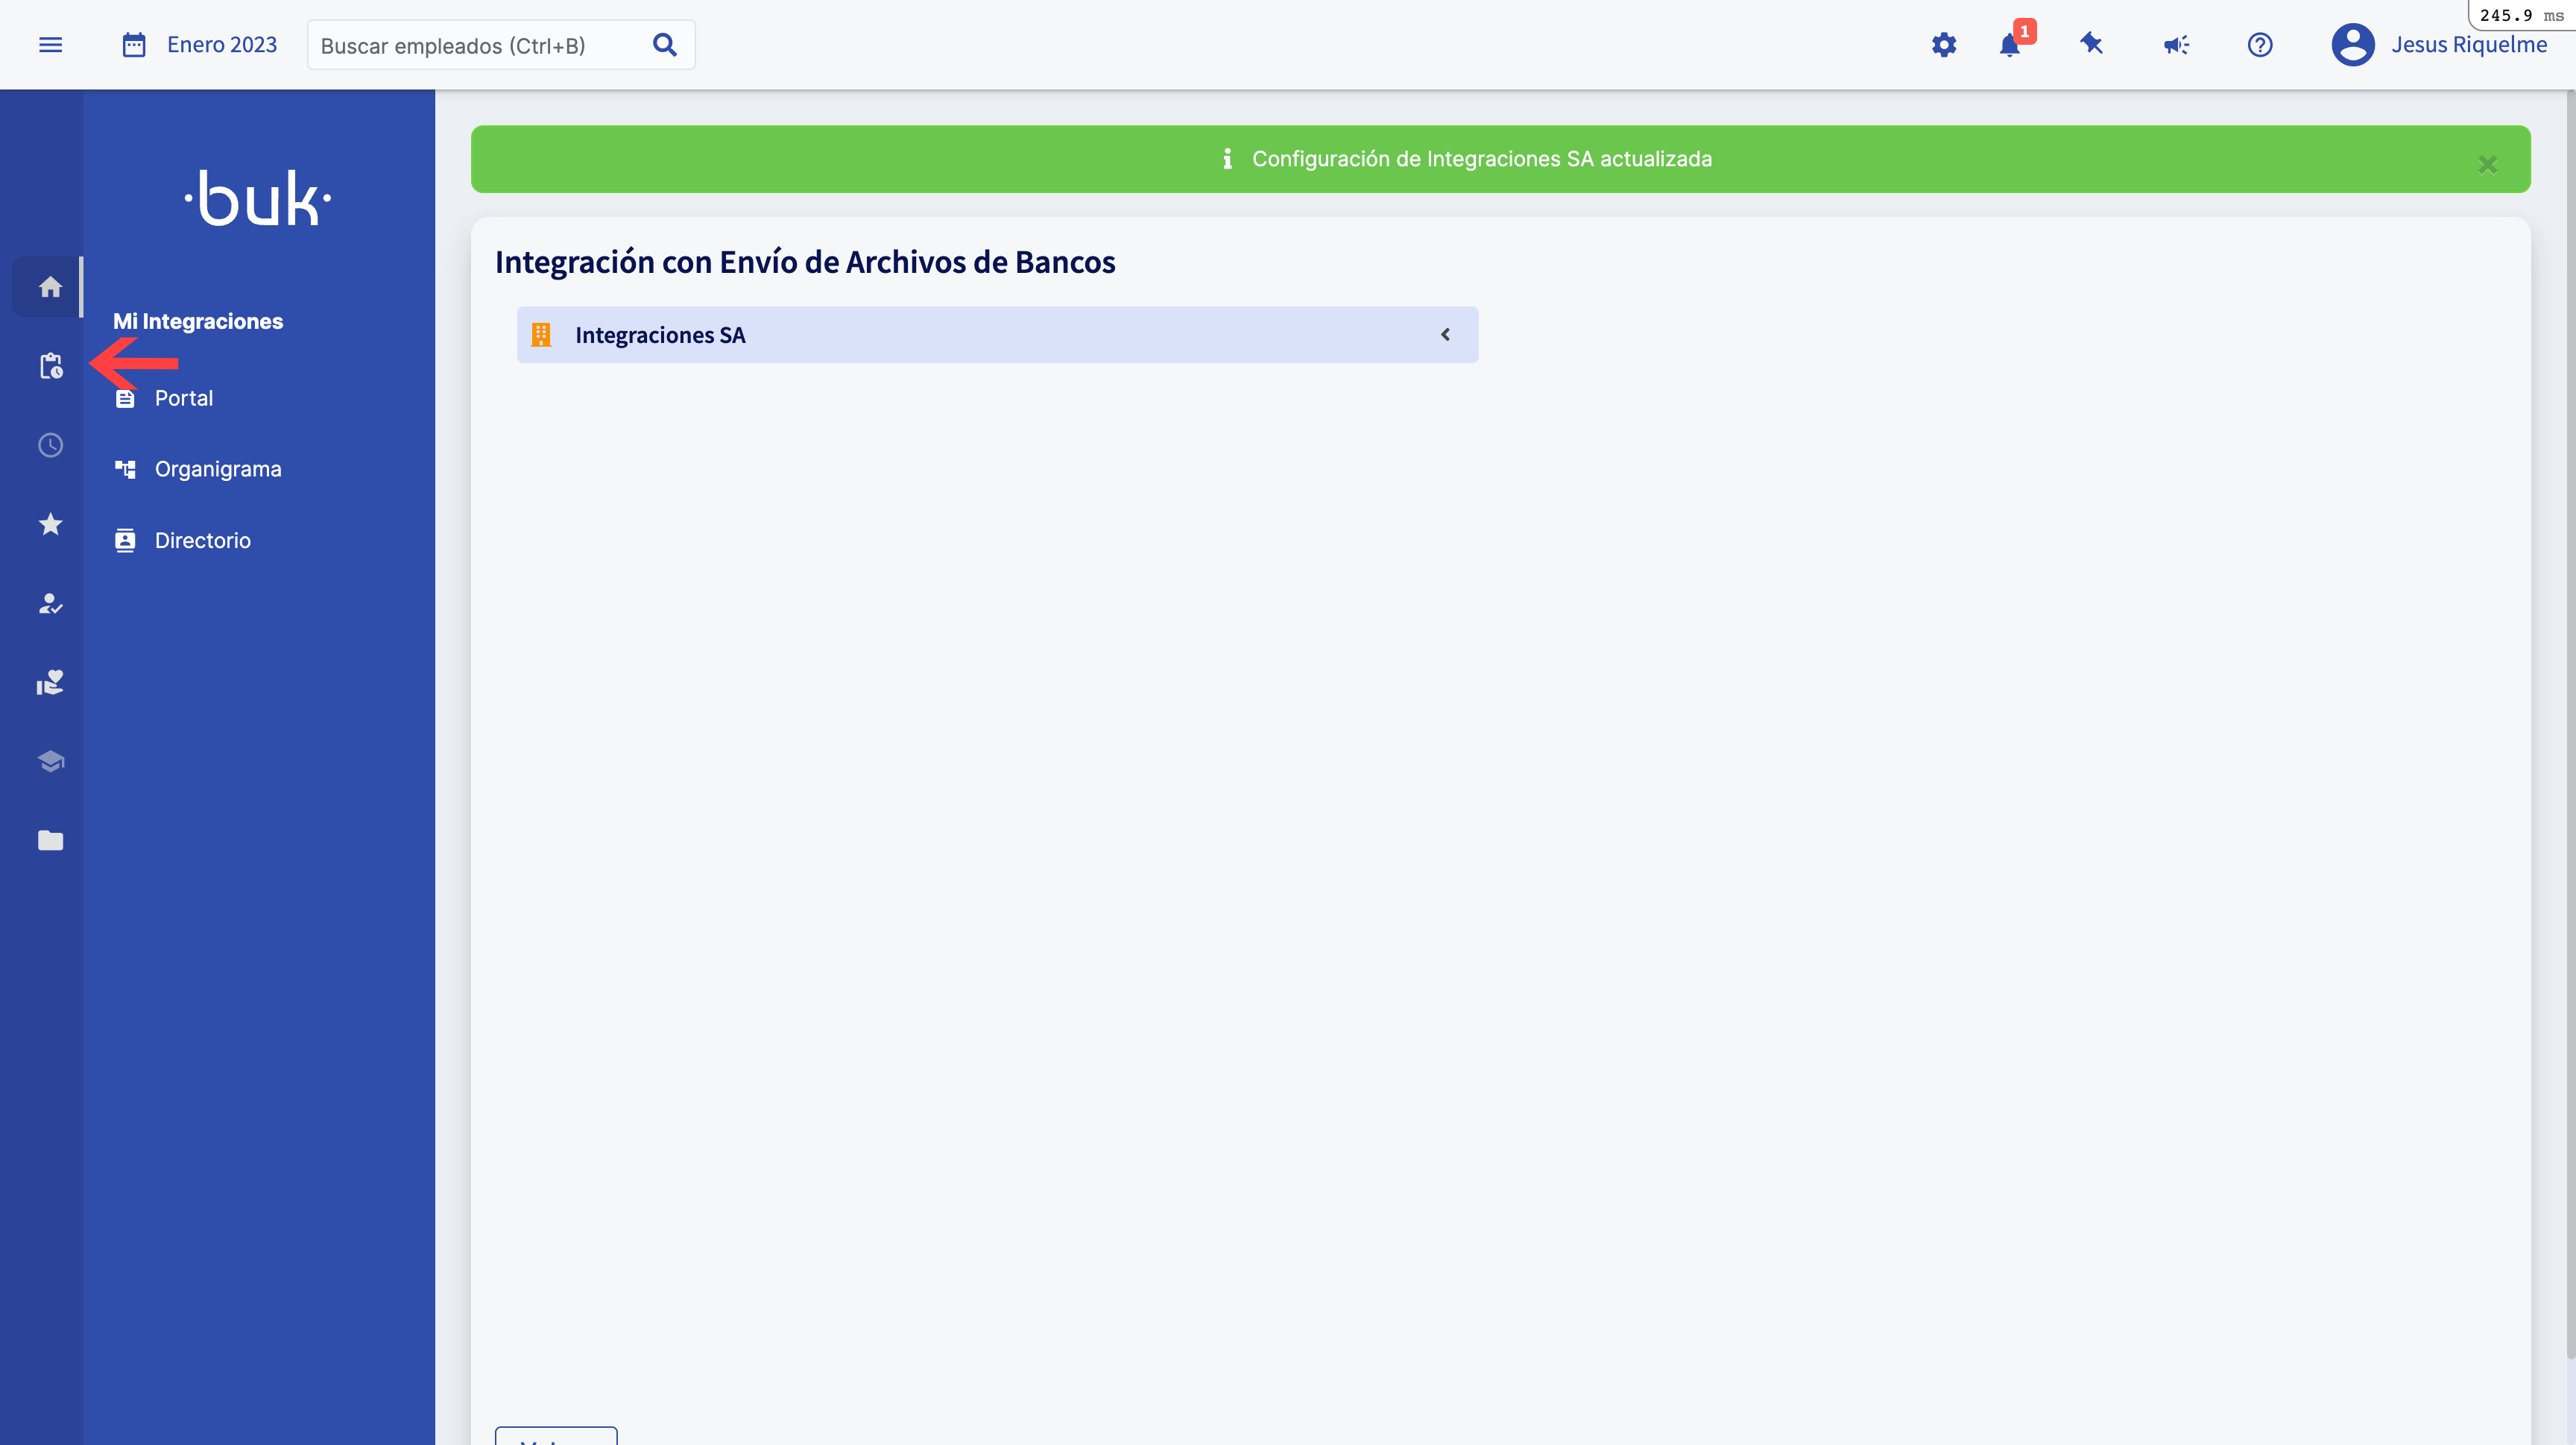 245.9 ms
Enero 2023
Buscar empleados (Ctrl+B)
1
Jesus Riquelme
·buk·
Configuración de Integraciones SA actualizada
Integración con Envío de Archivos de Bancos
Mi Integraciones
Integraciones SA
Portal
Organigrama
Directorio